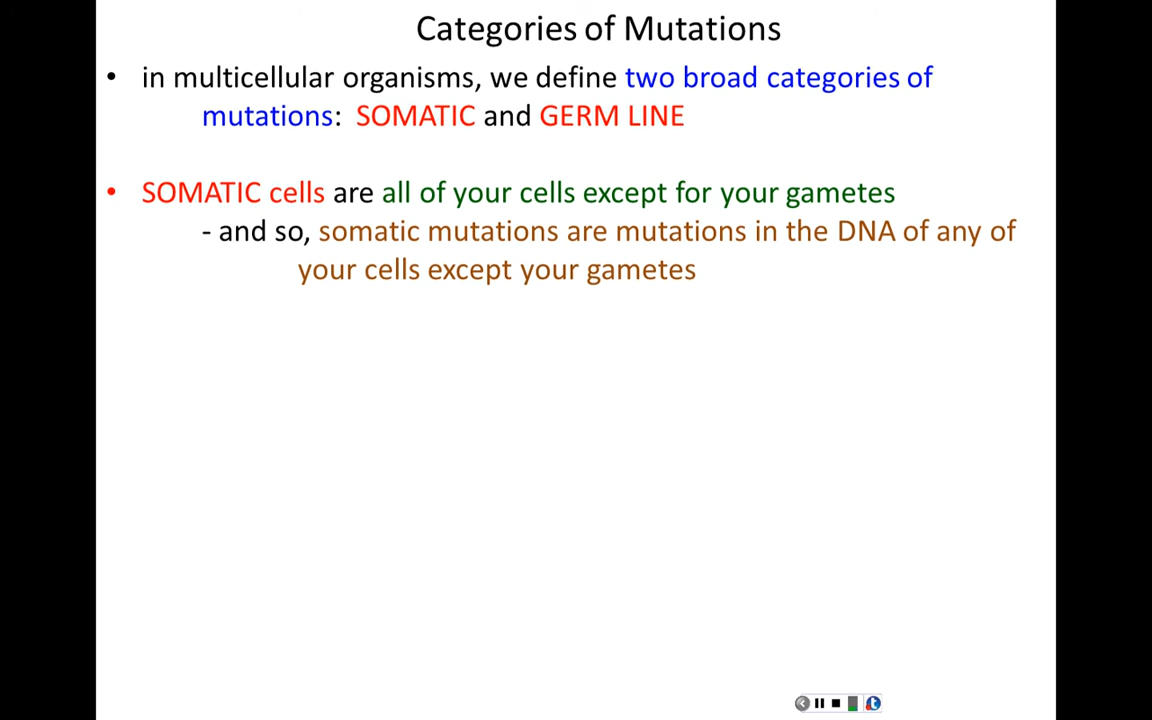 Categories of Mutations
• in multicellular organisms, we define two broad categories of
mutations: SOMATIC and GERM LINE
• SOMATIC cells are all of your cells except for your gametes
- and so, somatic mutations are mutations in the DNA of any of
your cells except your gametes